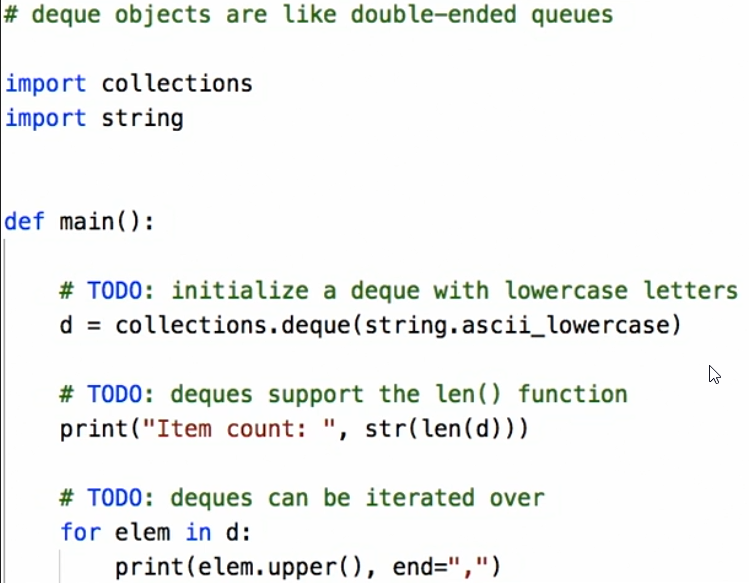 # deque objects are like double-ended queues
import collections
import string
def main():
# TODO: initialize a deque with lowercase letters
d = collections.deque(string.ascii_lowercase)
# TODO: deques support the len() function
print("Item count: ", str(len(d)))
# TODO: deques can be iterated over
for elem in d:
print(elem.upper(), end=",")